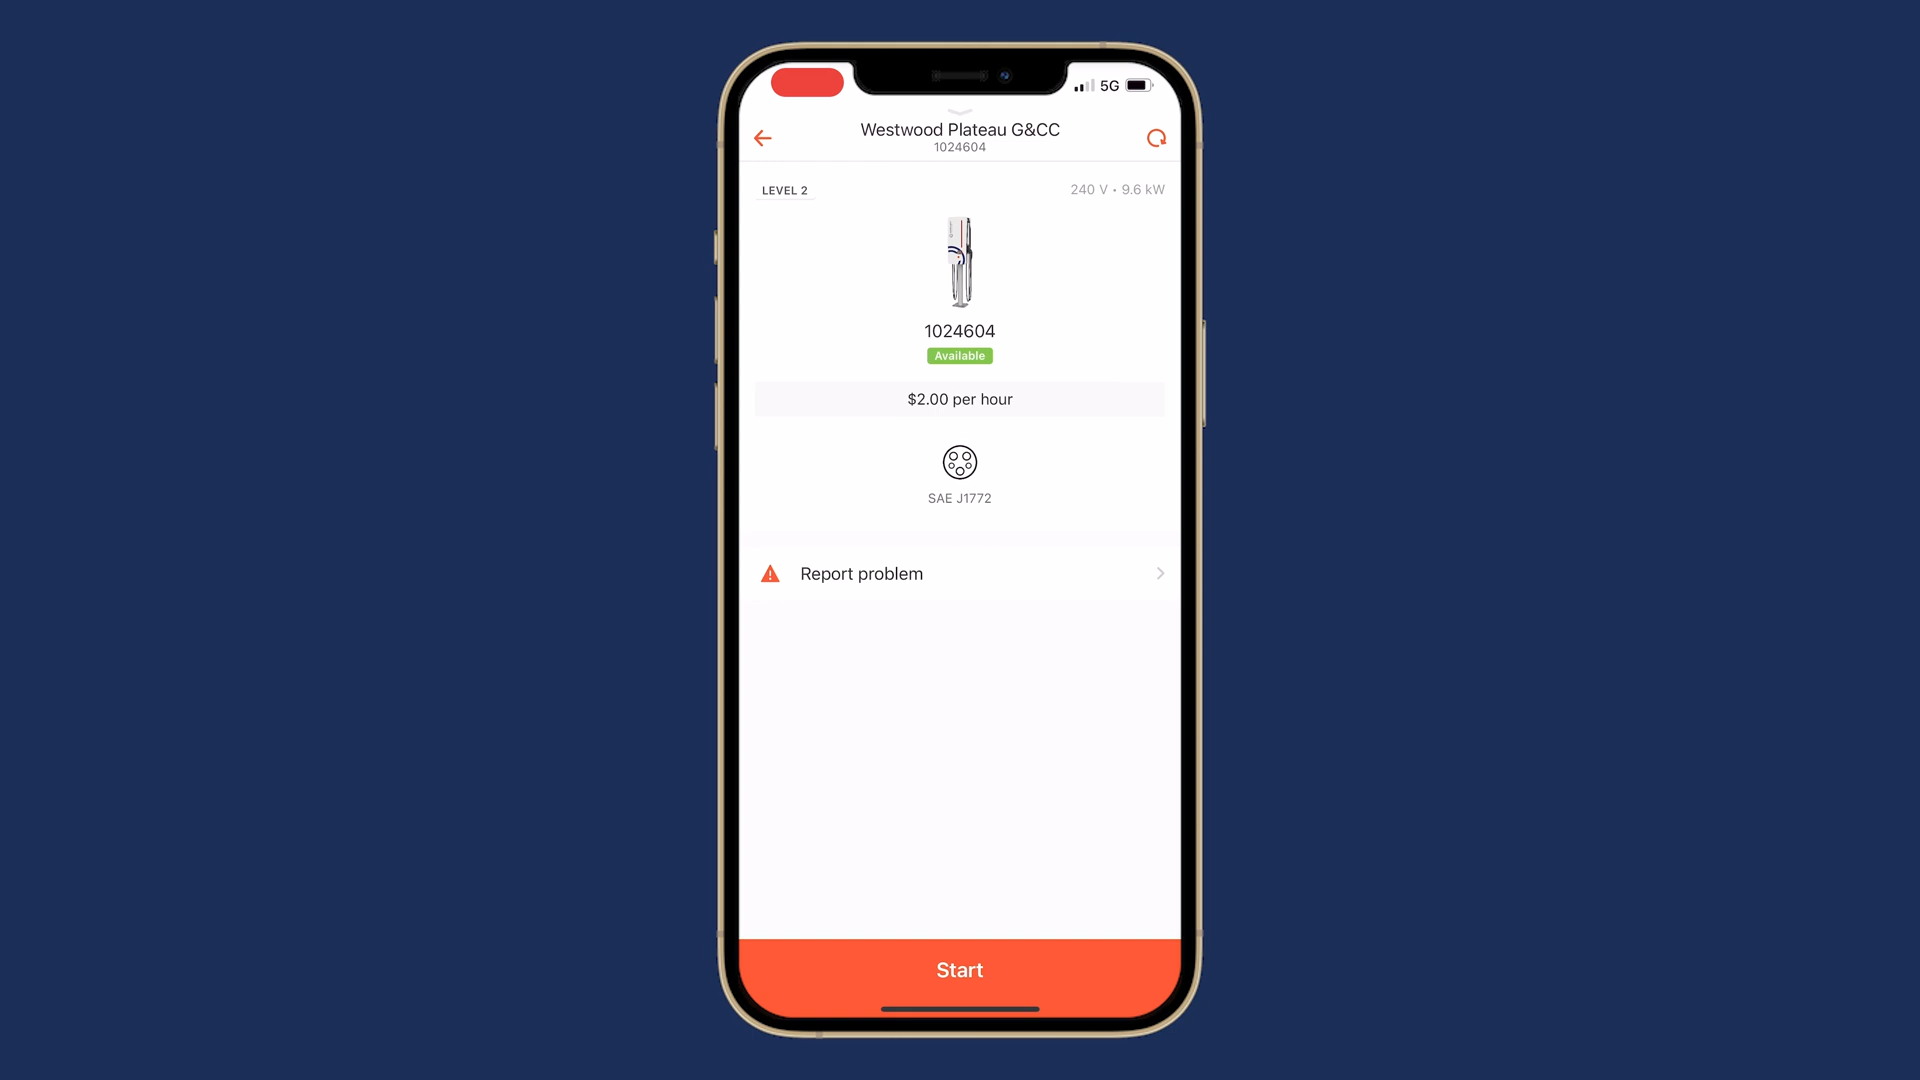 5G
Westwood Plateau G&CC
1024604
LEVEL 2
240 V • 9.6 kW
1024604
Available
$2.00 per hour
SAE J1772
Report problem
Start